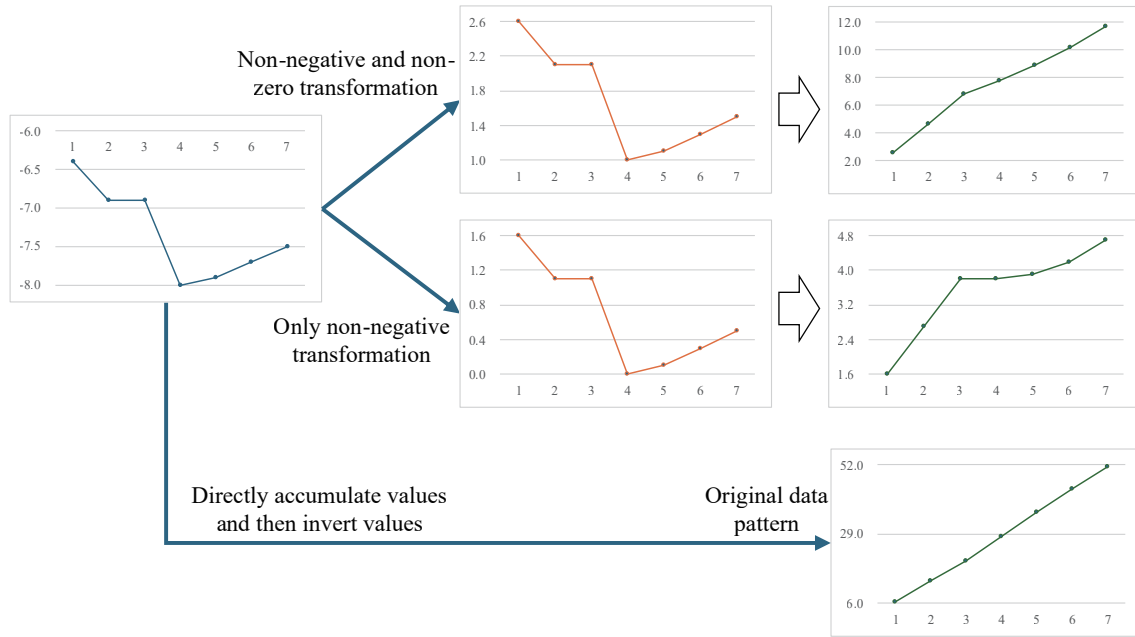 Non-negative and non-
zero transformation
-6.0
-6.5
-7.0
-7.5
-8.0
1 2 3 4 5 6 7
2.6
2.2
1.8
1.4
1.0
1 2 3 4 5 6 7
12.0
10.0
8.0
6.0
4.0
2.0
1 2 3 4 5 6 7
Only non-negative
transformation
1.6
1.2
0.8
0.4
0.0
1 2 3 4 5 6 7
4.8
4.0
3.2
2.4
1.6
1 2 3 4 5 6 7
Directly accumulate values
and then invert values
Original data
pattern
52.0
29.0
6.0
1 2 3 4 5 6 7